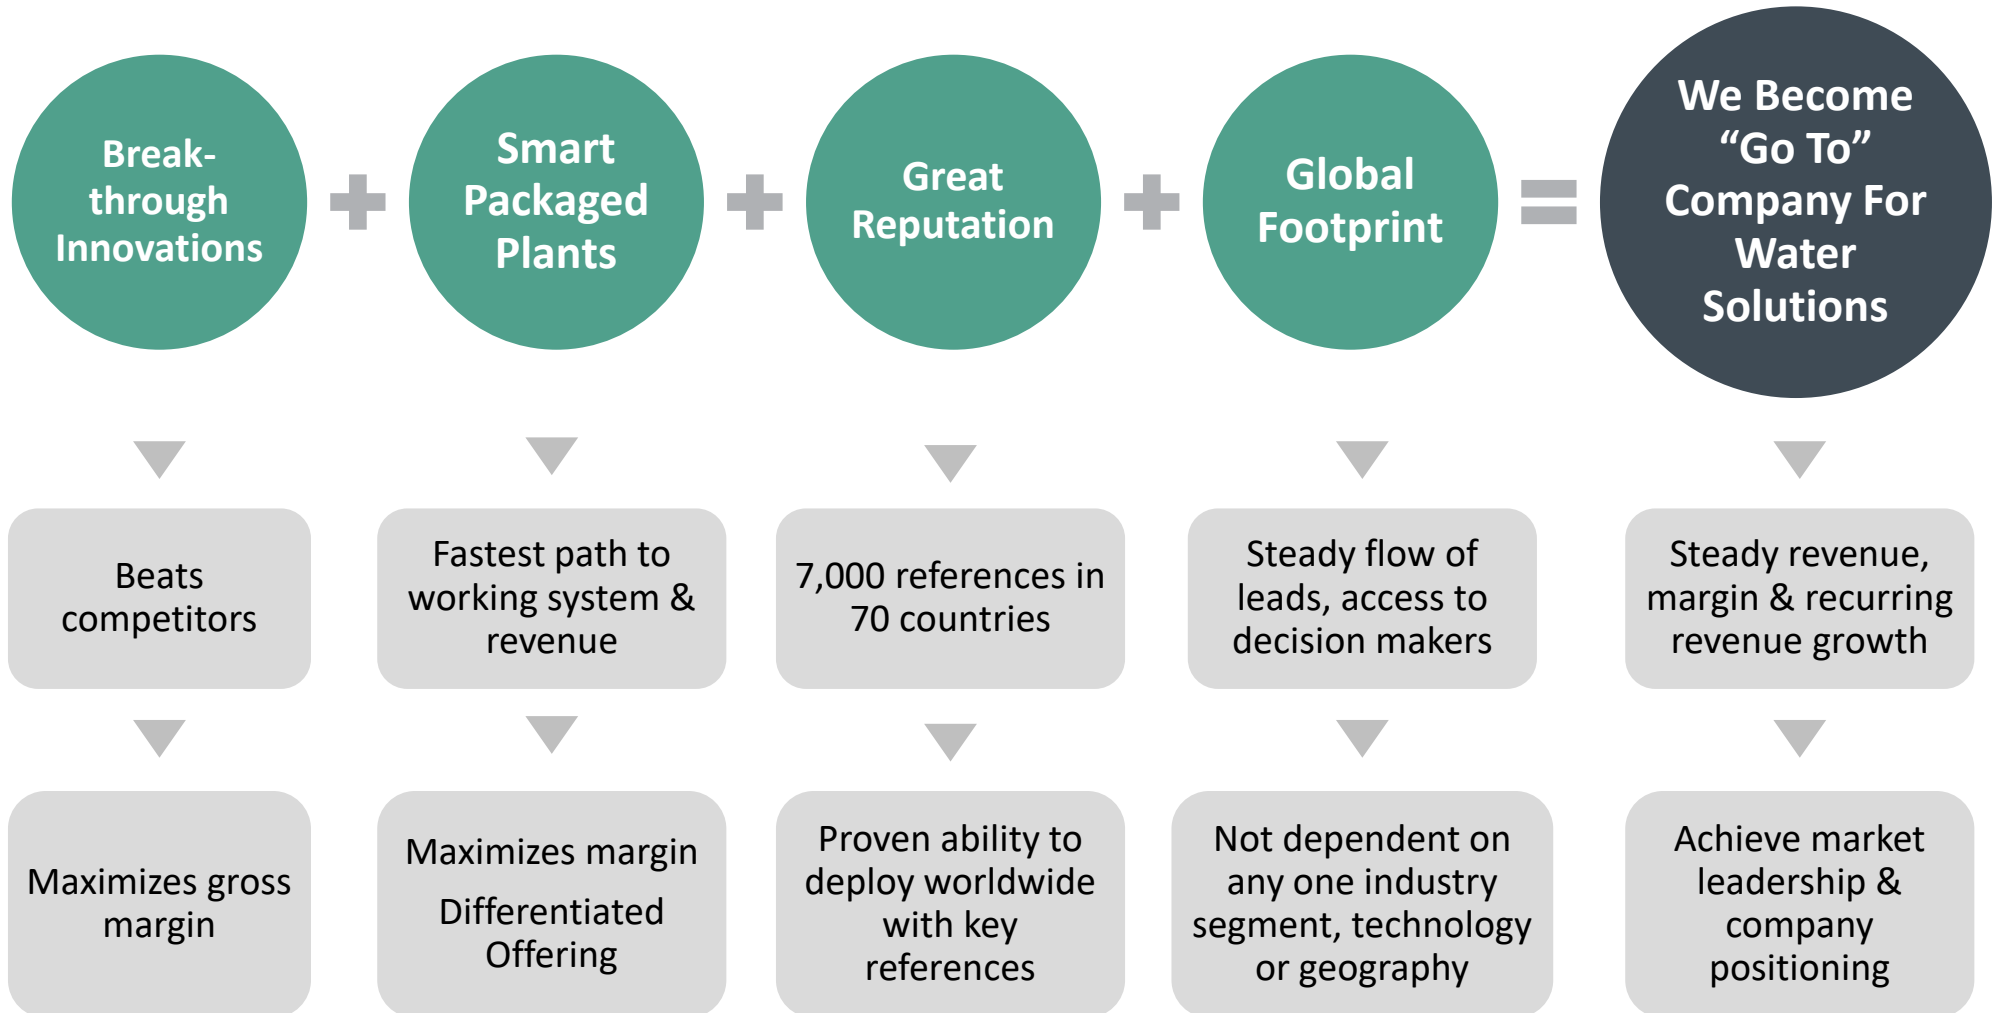 Break-
through
Innovations
Smart
Packaged
Plants
Great
Reputation
Global
Footprint
We Become
“Go To”
Company For
Water
Solutions
Beats
competitors
Fastest path to
working system &
revenue
7,000 references in
70 countries
Steady flow of
leads, access to
decision makers
Steady revenue,
margin & recurring
revenue growth
Maximizes gross
margin
Maximizes margin
Differentiated
Offering
Proven ability to
deploy worldwide
with key
references
Not dependent on
any one industry
segment, technology
or geography
Achieve market
leadership &
company
positioning